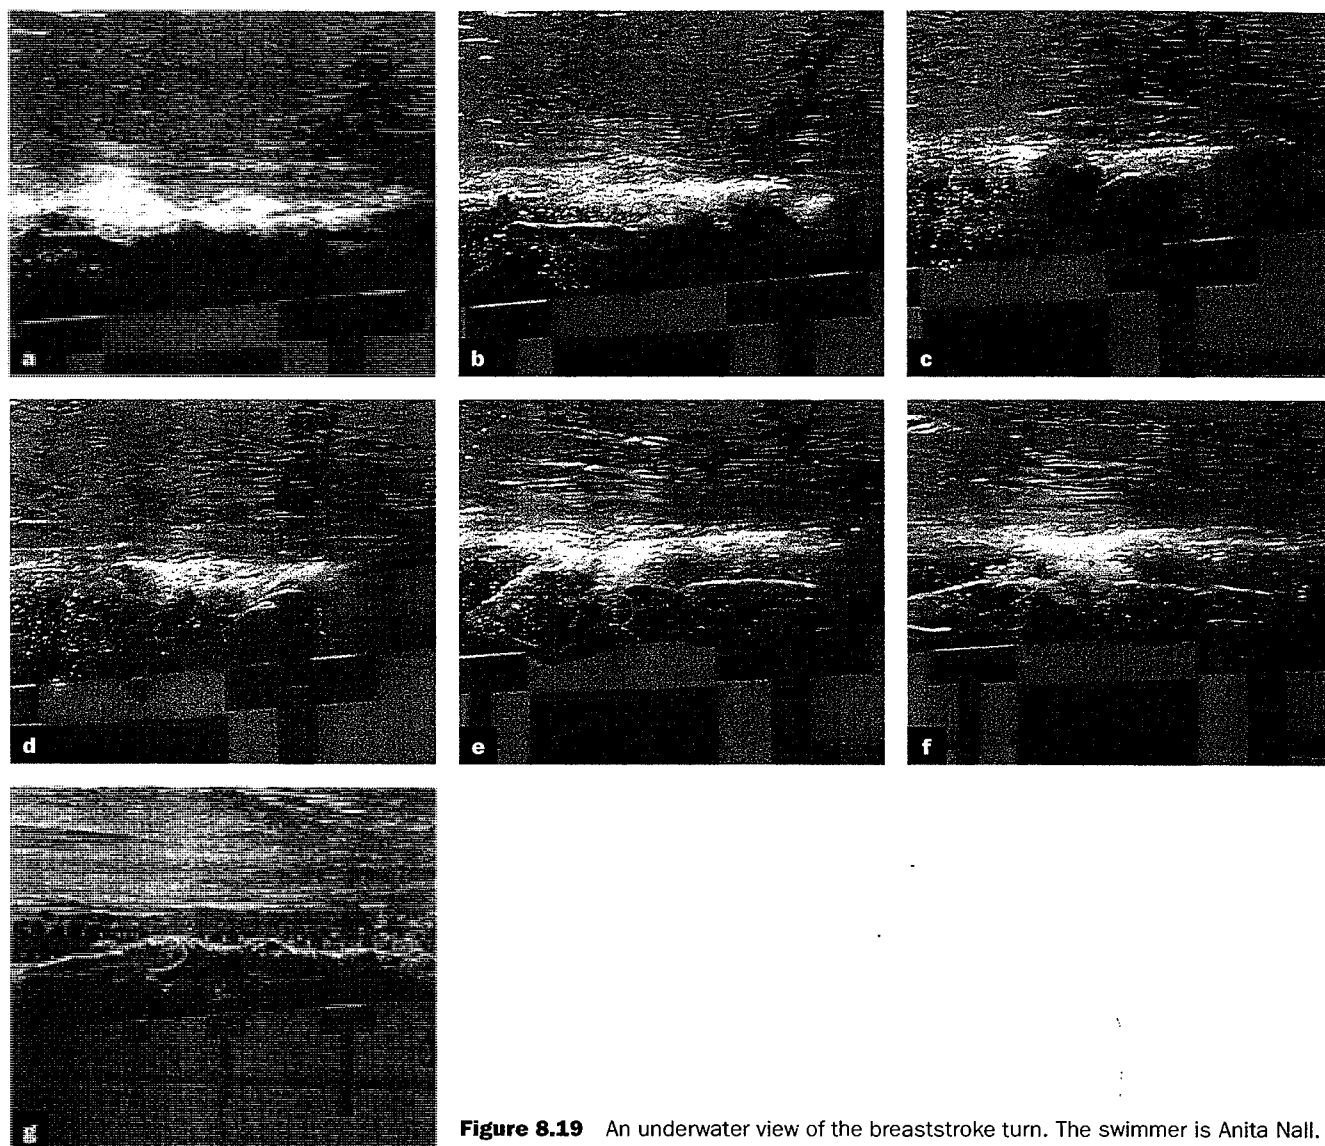 a
b
c
d
e
f
g
Figure 8.19 An underwater view of the breaststroke turn. The swimmer is Anita Nall.